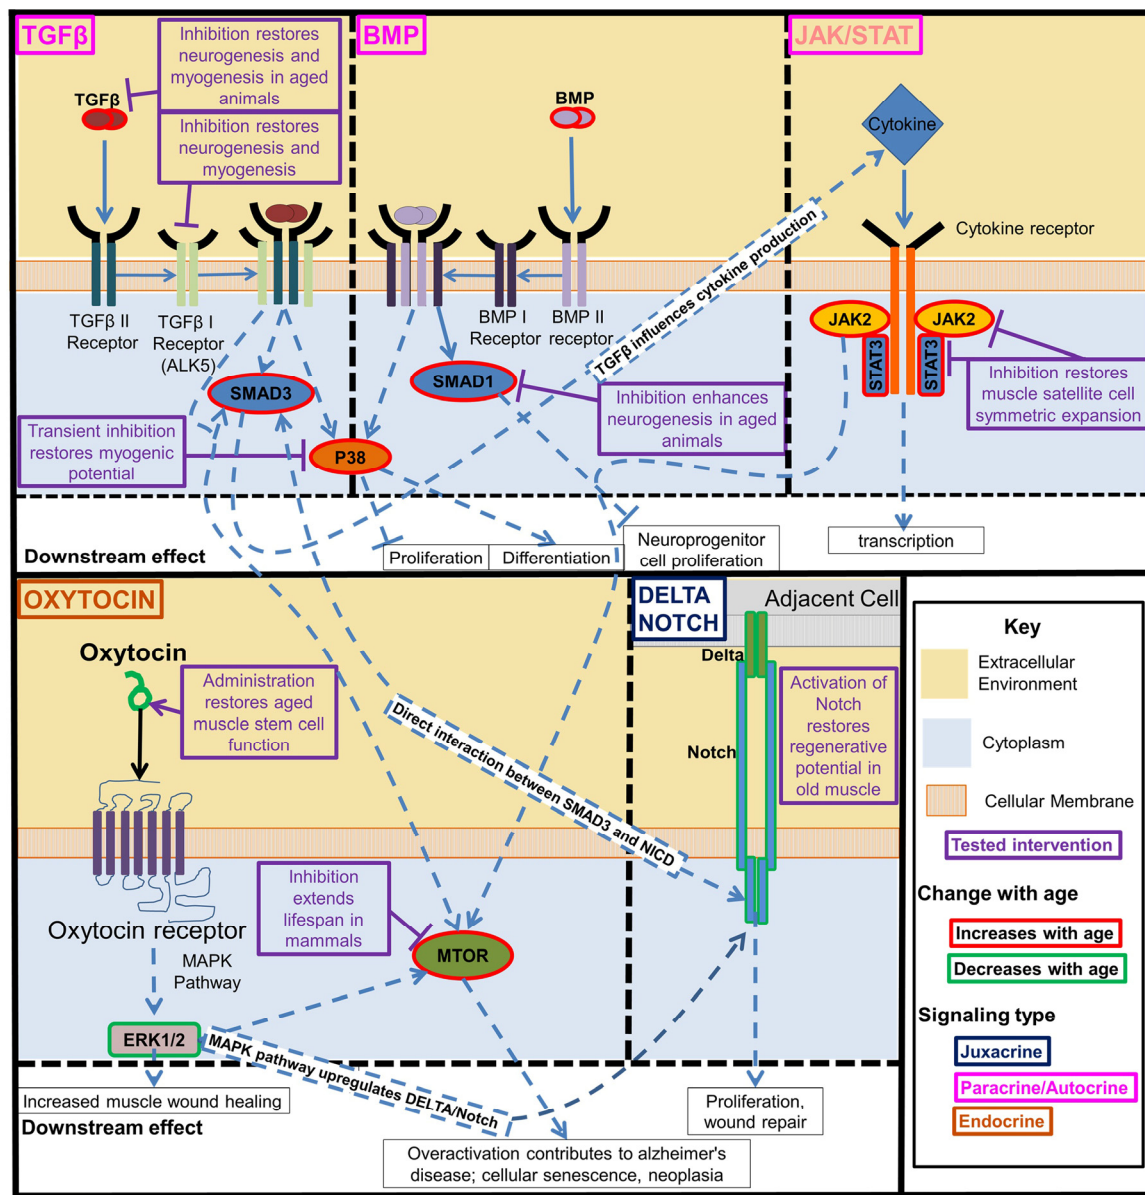 TGFβ
Inhibition restores
neurogenesis and
myogenesis in aged
animals
TGFβ
Inhibition restores
neurogenesis and
myogenesis
TGFβ II
Receptor
TGFβ I
Receptor
(ALK5)
SMAD3
Transient inhibition
restores myogenic
potential
P38
BMP
BMP
BMP I
Receptor
BMP II
receptor
SMAD1
Inhibition enhances
neurogenesis in aged
animals
TGFβ influences cytokine production
JAK/STAT
Cytokine
Cytokine receptor
JAK2
JAK2
STAT3
STAT3
Inhibition restores
muscle satellite cell
symmetric expansion
Downstream effect
Proliferation
Differentiation
Neuroprogenitor
cell proliferation
transcription
OXYTOCIN
Oxytocin
Administration
restores aged
muscle stem cell
function
Oxytocin receptor
MAPK
Pathway
ERK1/2
Inhibition
extends
lifespan in
mammals
MTOR
Direct interaction between SMAD3 and NICD
MAPK pathway upregulates DELTA/Notch
DELTA
NOTCH
Adjacent Cell
Delta
Notch
Activation of
Notch
restores
regenerative
potential in
old muscle
Increased muscle wound healing
Downstream effect
Overactivation contributes to alzheimer's
disease; cellular senescence, neoplasia
Proliferation,
wound repair
Key
Extracellular
Environment
Cytoplasm
Cellular Membrane
Tested intervention
Change with age
Increases with age
Decreases with age
Signaling type
Juxacrine
Paracrine/Autocrine
Endocrine